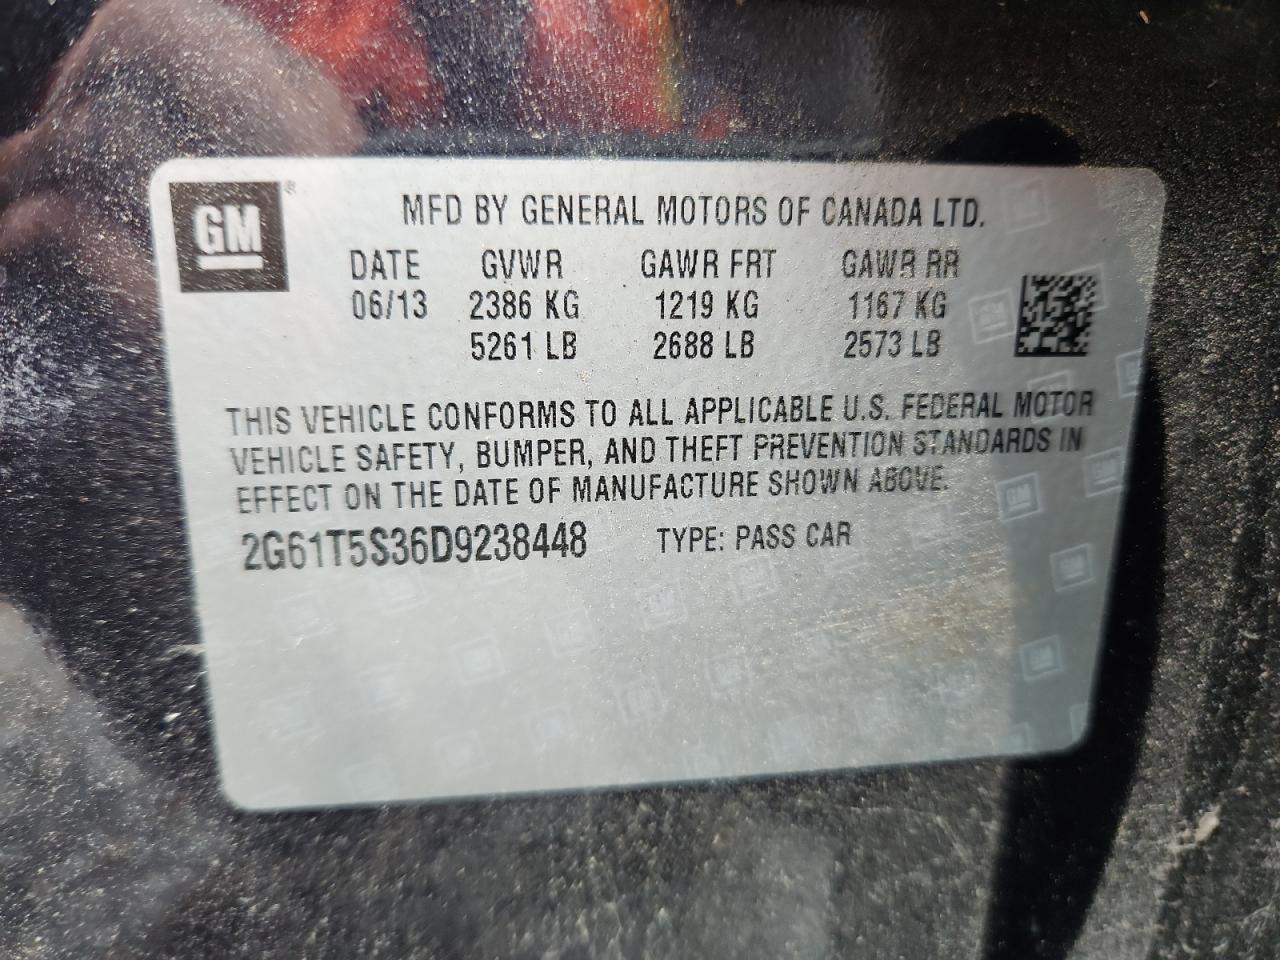 GM®
MFD BY GENERAL MOTORS OF CANADA LTD.
DATE GVWR GAWR FRT GAWR RR
06/13 2386 KG 1219 KG 1167 KG
5261 LB 2688 LB 2573 LB
THIS VEHICLE CONFORMS TO ALL APPLICABLE U.S. FEDERAL MOTOR
VEHICLE SAFETY, BUMPER, AND THEFT PREVENTION STANDARDS IN
EFFECT ON THE DATE OF MANUFACTURE SHOWN ABOVE.
2G61T5S36D9238448 TYPE: PASS CAR